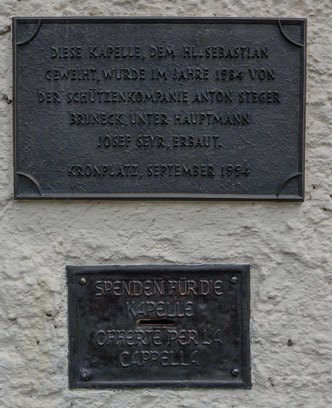 DIESE KAPELLE, DEM HL. SEBASTIAN
GEWEIHT, WURDE IM JAHRE 1984 VON
DER SCHÜTZENKOMPANIE ANTON STEGER
BRUNECK, UNTER HAUPTMANN
JOSEF SEYR, ERBAUT.
KRONPLATZ, SEPTEMBER 1994
SPENDEN FÜR DIE
KAPELLE
OFFERTE PER LA
CAPPELLA